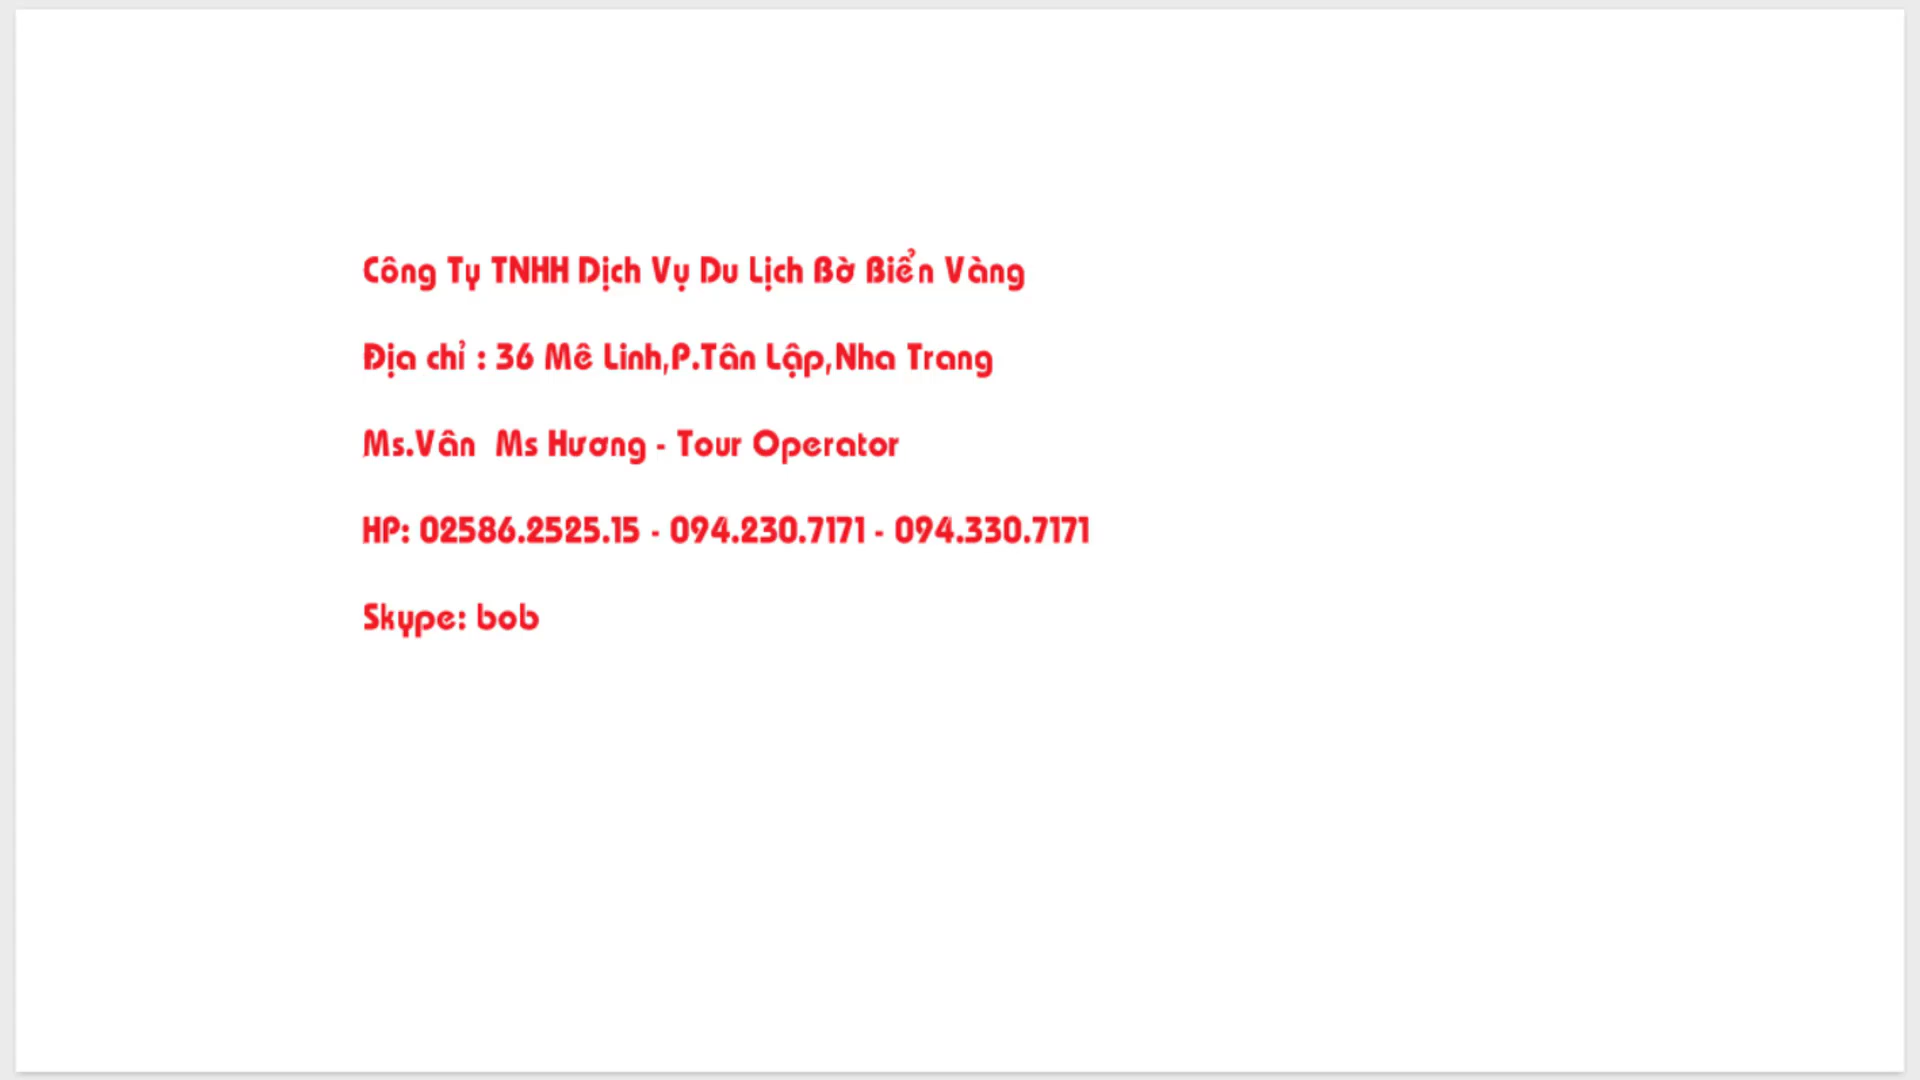 Công Ty TNHH Dịch Vụ Du Lịch Bờ Biển Vàng
Địa chỉ : 36 Mê Linh,P.Tân Lập,Nha Trang
Ms.Vân  Ms Hương - Tour Operator
HP: 02586.2525.15 - 094.230.7171 - 094.330.7171
Skype: bob